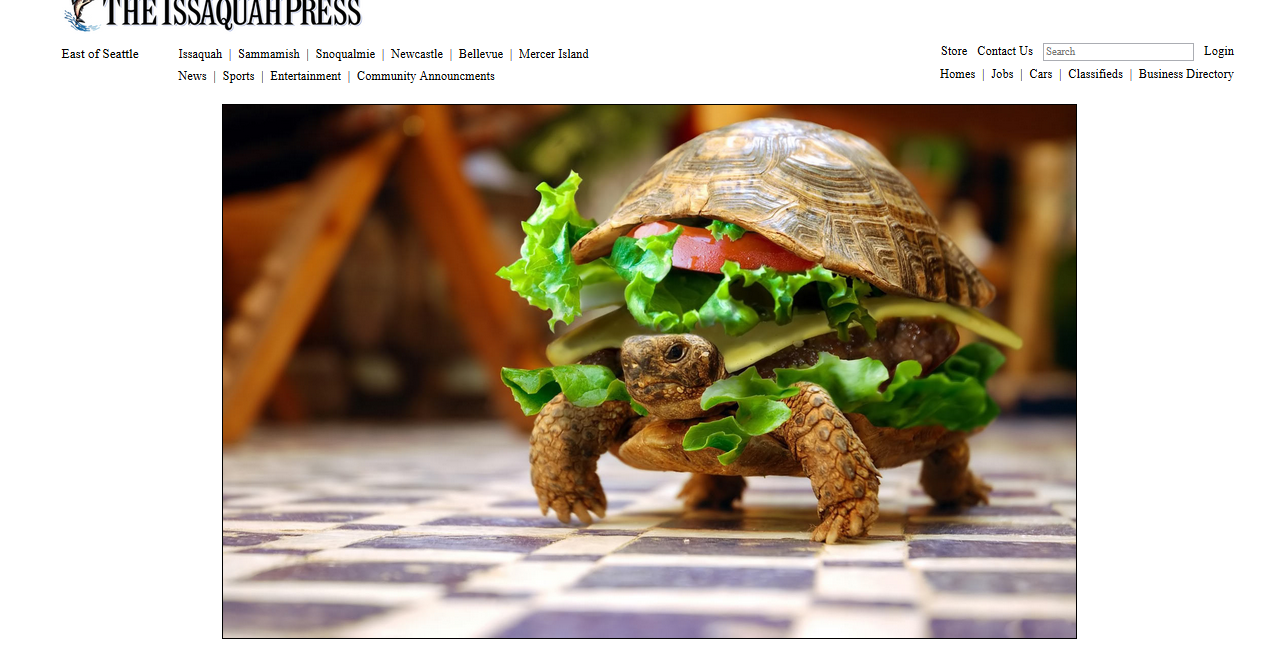 THE ISSAQUAH PRESS
East of Seattle
Issaquah | Sammamish | Snoqualmie | Newcastle | Bellevue | Mercer Island
News | Sports | Entertainment | Community Announcments
Store Contact Us Search Login
Homes | Jobs | Cars | Classifieds | Business Directory